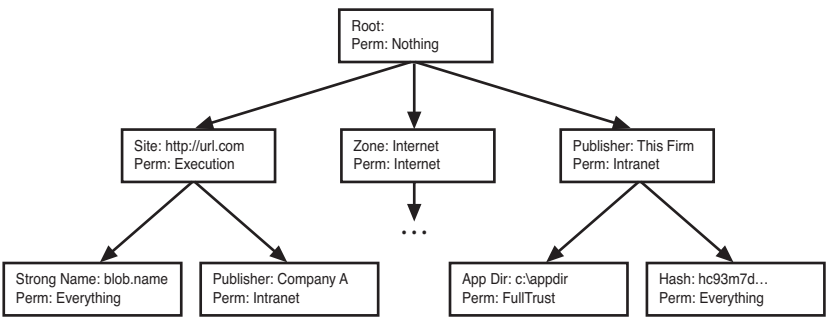 Root:
Perm: Nothing
Site: http://url.com
Perm: Execution
Zone: Internet
Perm: Internet
Publisher: This Firm
Perm: Intranet
...
Strong Name: blob.name
Perm: Everything
Publisher: Company A
Perm: Intranet
App Dir: c:\appdir
Perm: FullTrust
Hash: hc93m7d...
Perm: Everything